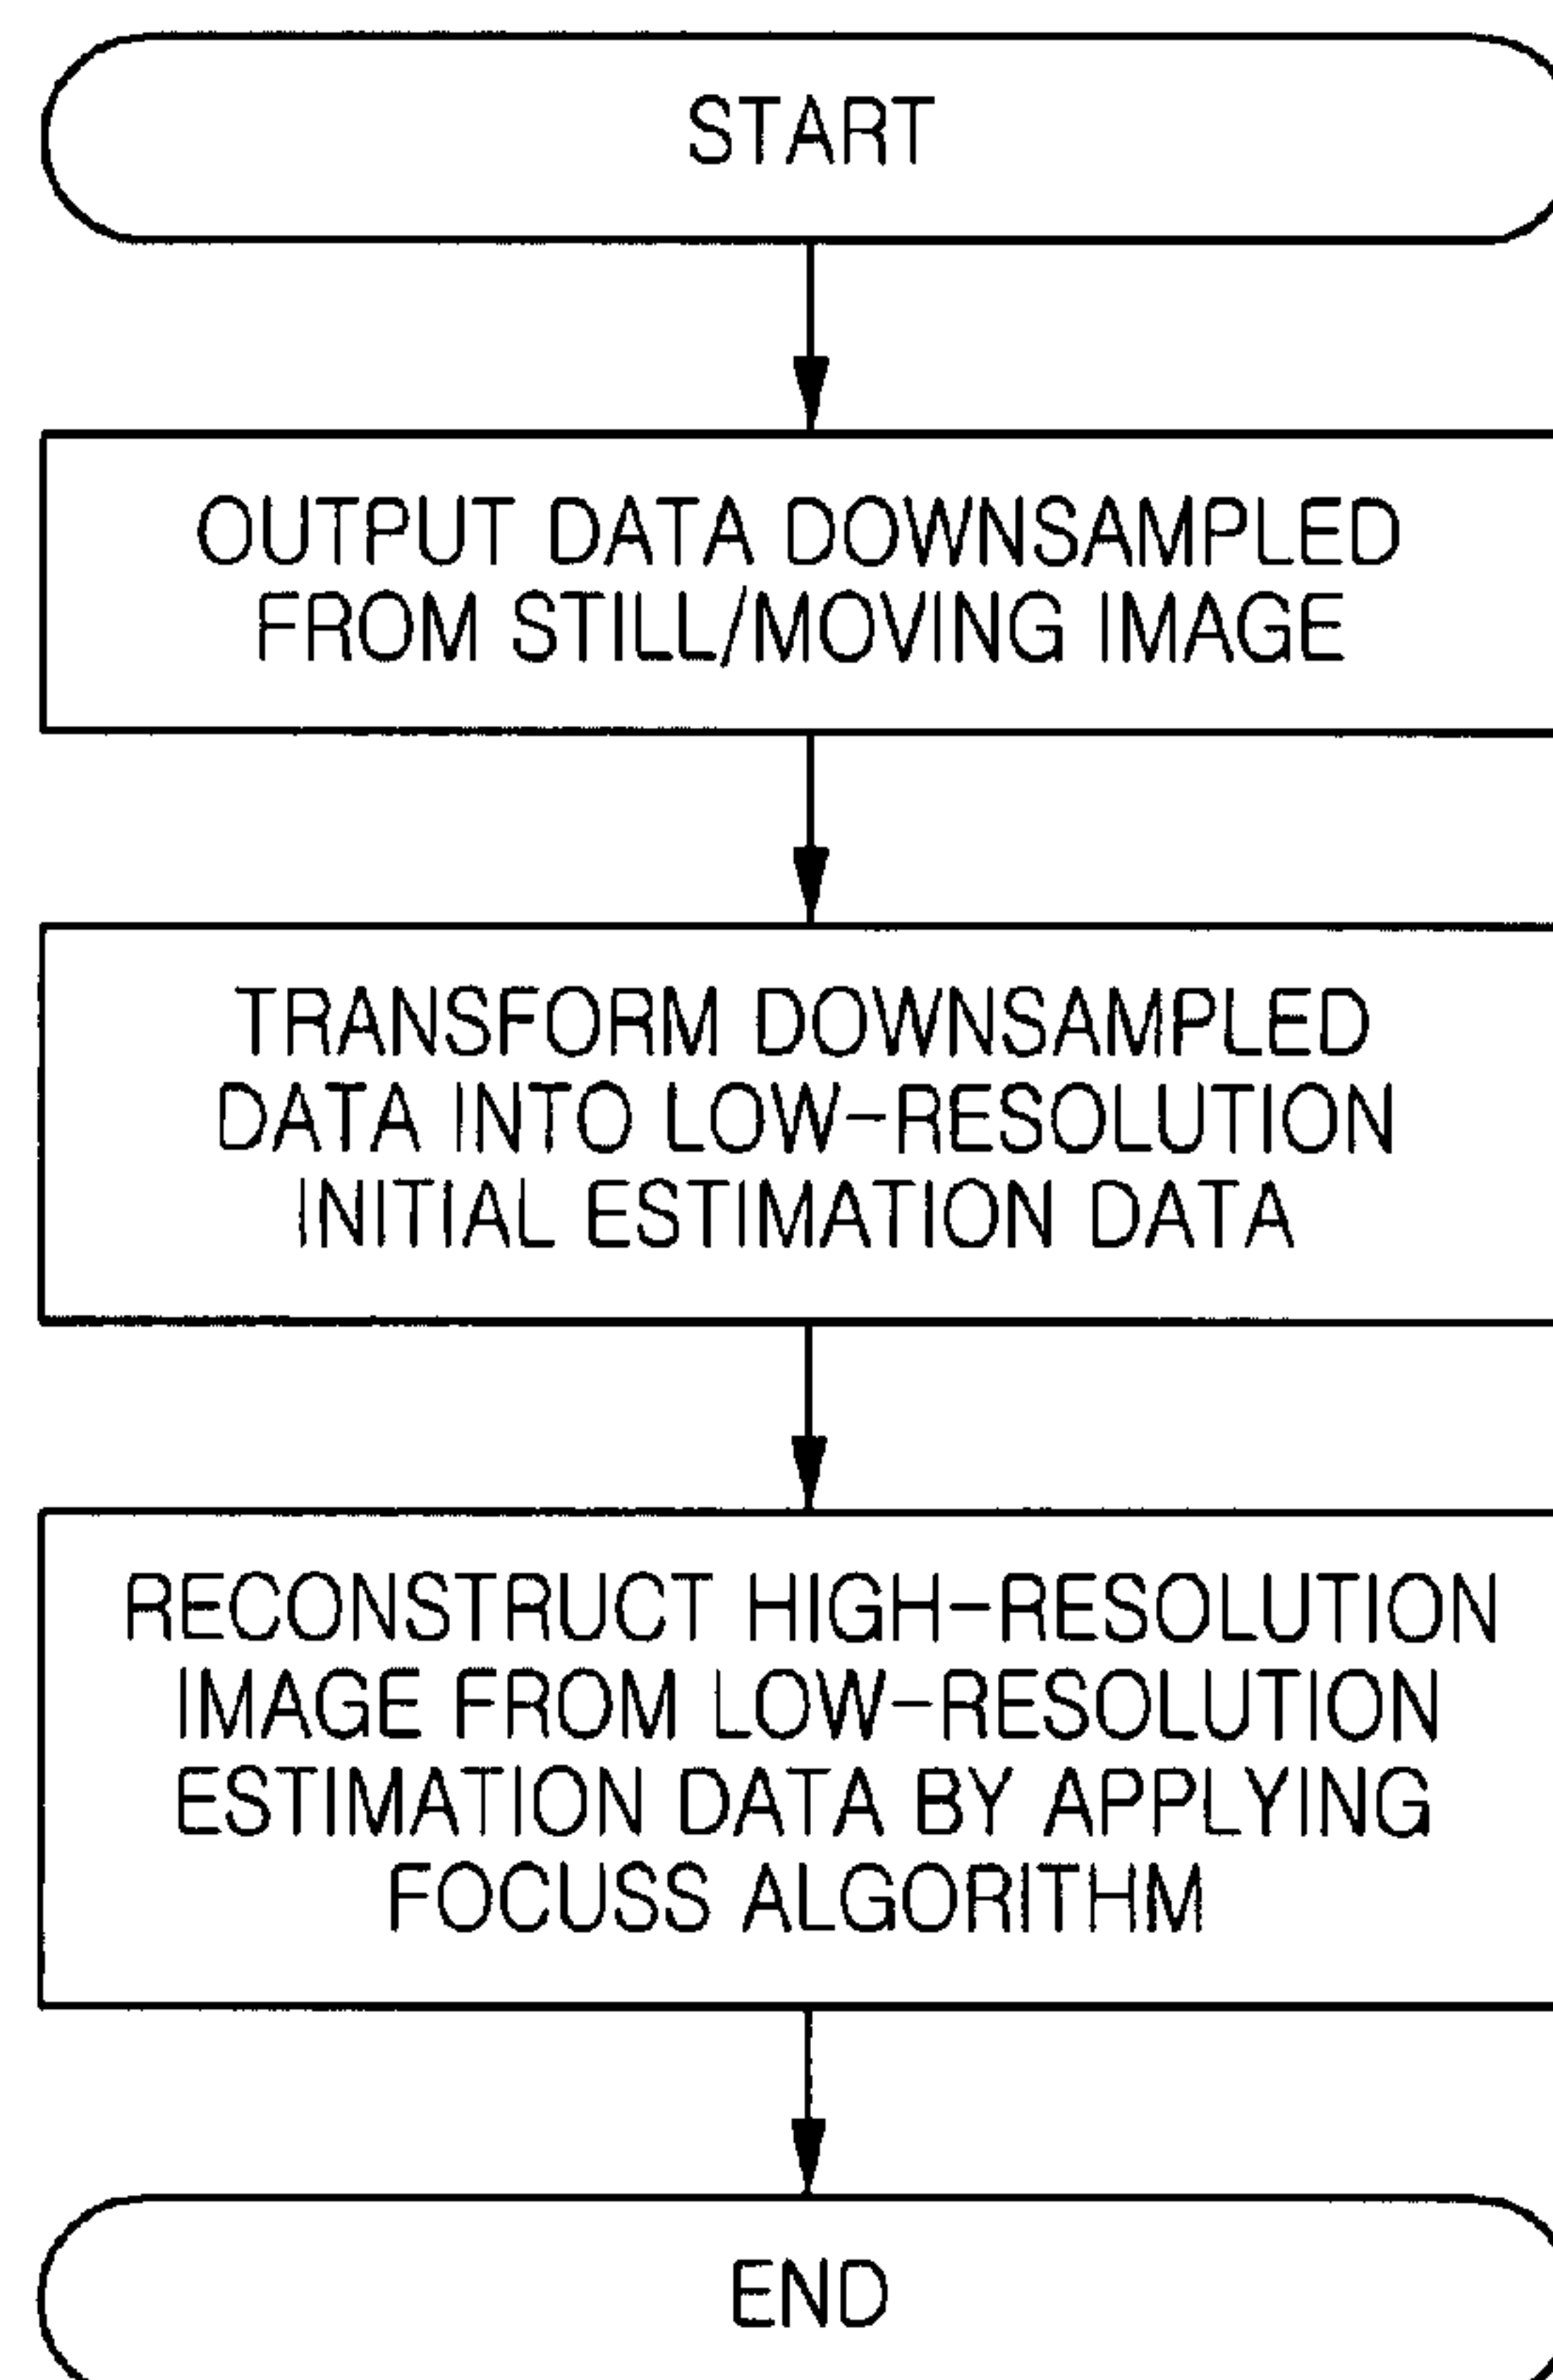 START
OUTPUT DATA DOWNSAMPLED
FROM STILL/MOVING IMAGE
TRANSFORM DOWNSAMPLED
DATA INTO LOW-RESOLUTION
INITIAL ESTIMATION DATA
RECONSTRUCT HIGH-RESOLUTION
IMAGE FROM LOW-RESOLUTION
ESTIMATION DATA BY APPLYING
FOCUSS ALGORITHM
END